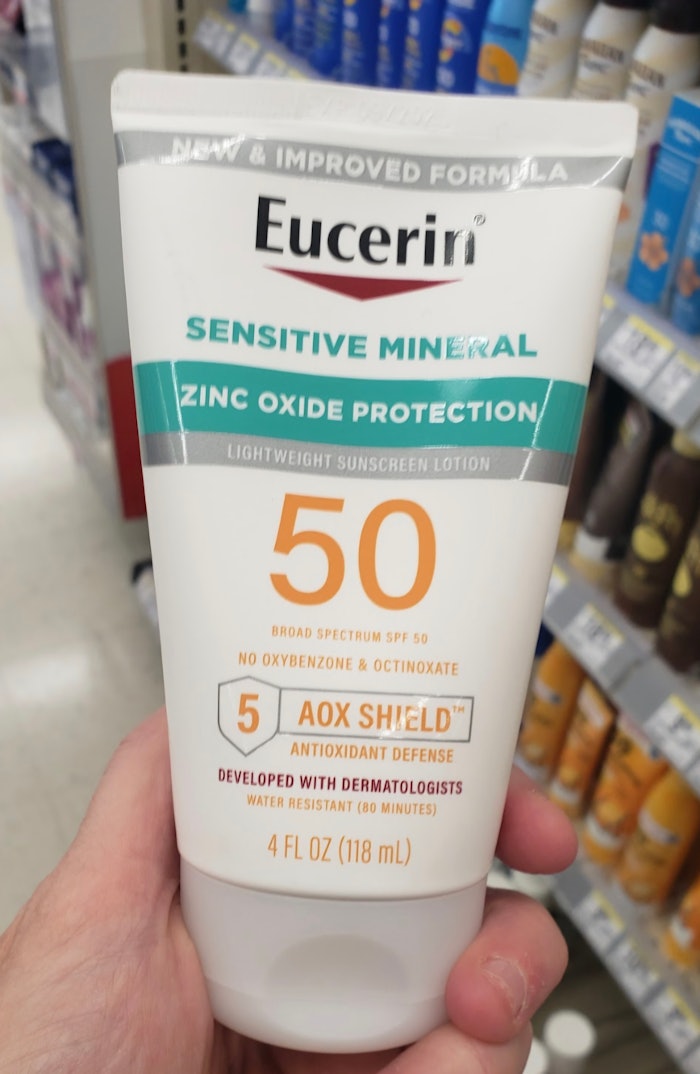 NEW & IMPROVED FORMULA
Eucerin®
SENSITIVE MINERAL
ZINC OXIDE PROTECTION
LIGHTWEIGHT SUNSCREEN LOTION
50
BROAD SPECTRUM SPF 50
NO OXYBENZONE & OCTINOXATE
5 AOX SHIELD™
ANTIOXIDANT DEFENSE
DEVELOPED WITH DERMATOLOGISTS
WATER RESISTANT (80 MINUTES)
4 FL OZ (118 mL)